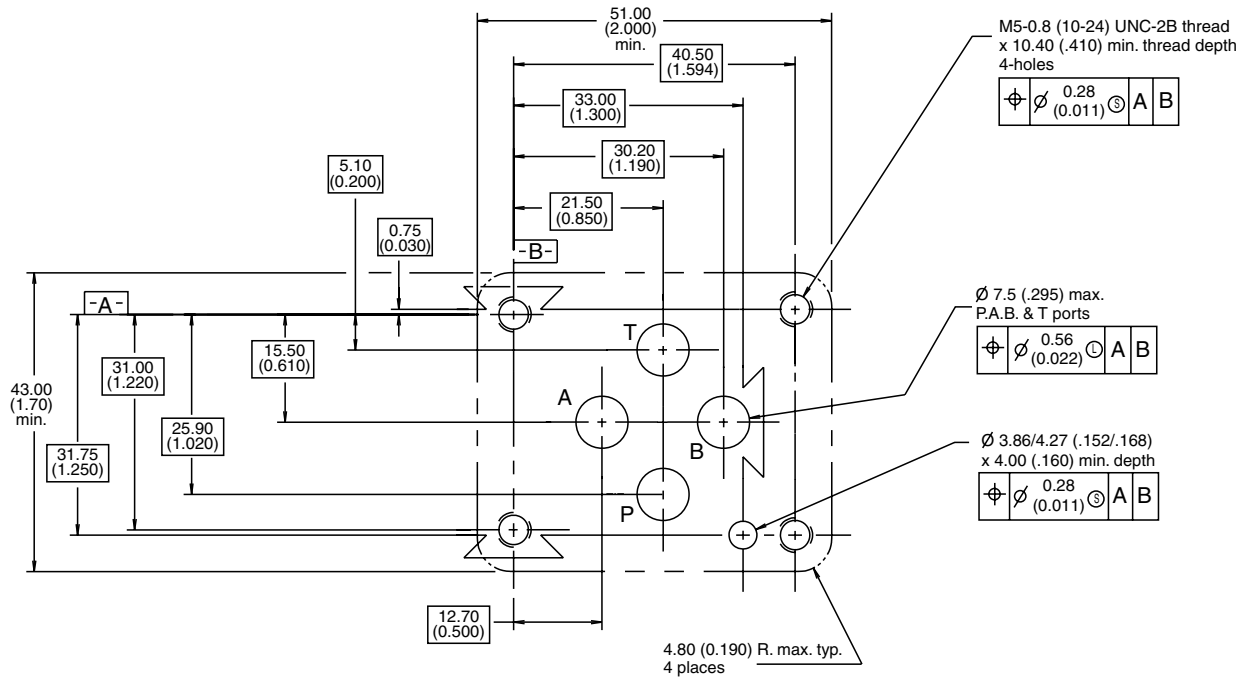 51.00
(2.000)
min.
40.50
(1.594)
33.00
(1.300)
30.20
(1.190)
21.50
(0.850)
5.10
(0.200)
0.75
(0.030)
-B-
-A-
T
A
B
P
15.50
(0.610)
31.00
(1.220)
43.00
(1.70)
min.
25.90
(1.020)
31.75
(1.250)
12.70
(0.500)
M5-0.8 (10-24) UNC-2B thread
x 10.40 (.410) min. thread depth
4-holes
⌖ Ø 0.28 (0.011) Ⓢ A B
Ø 7.5 (.295) max.
P.A.B. & T ports
⌖ Ø 0.56 (0.022) Ⓛ A B
Ø 3.86/4.27 (.152/.168)
x 4.00 (.160) min. depth
⌖ Ø 0.28 (0.011) Ⓢ A B
4.80 (0.190) R. max. typ.
4 places